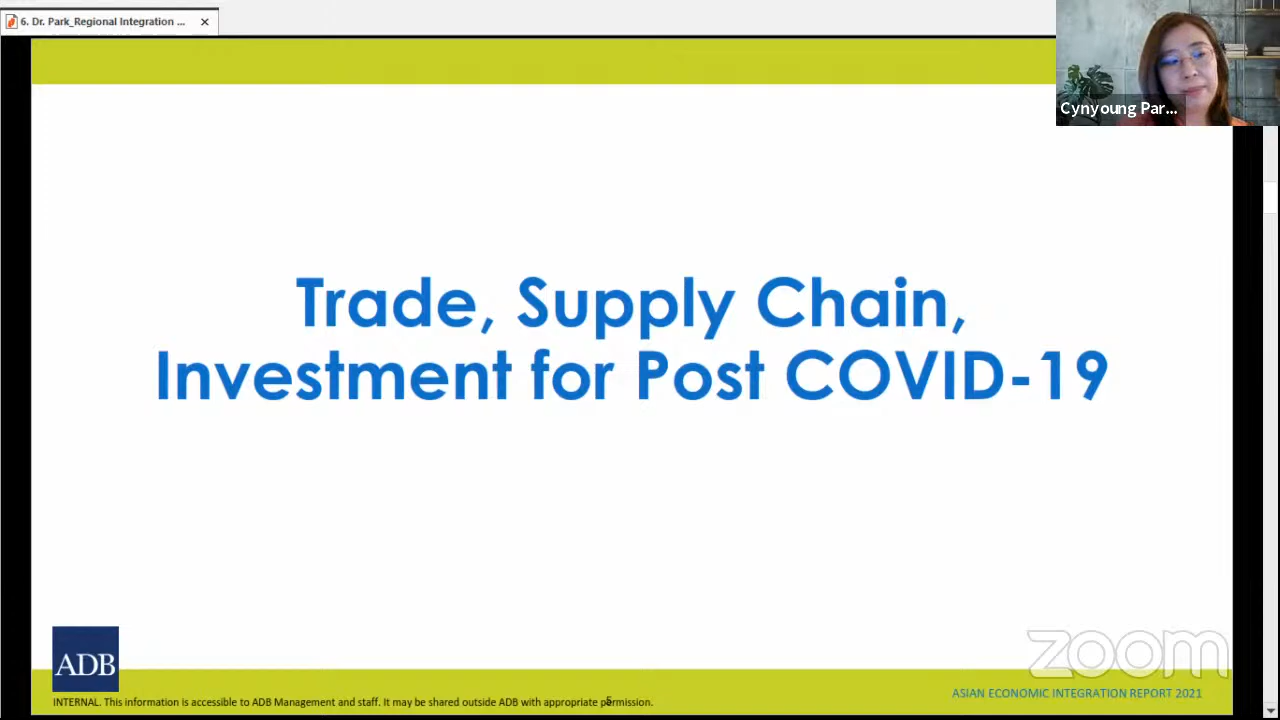 6. Dr. Park_Regional Integration ...
Cynyoung Par...
Trade, Supply Chain,
Investment for Post COVID-19
ADB
zoom
ASIAN ECONOMIC INTEGRATION REPORT 2021
INTERNAL. This information is accessible to ADB Management and staff. It may be shared outside ADB with appropriate permission.
5